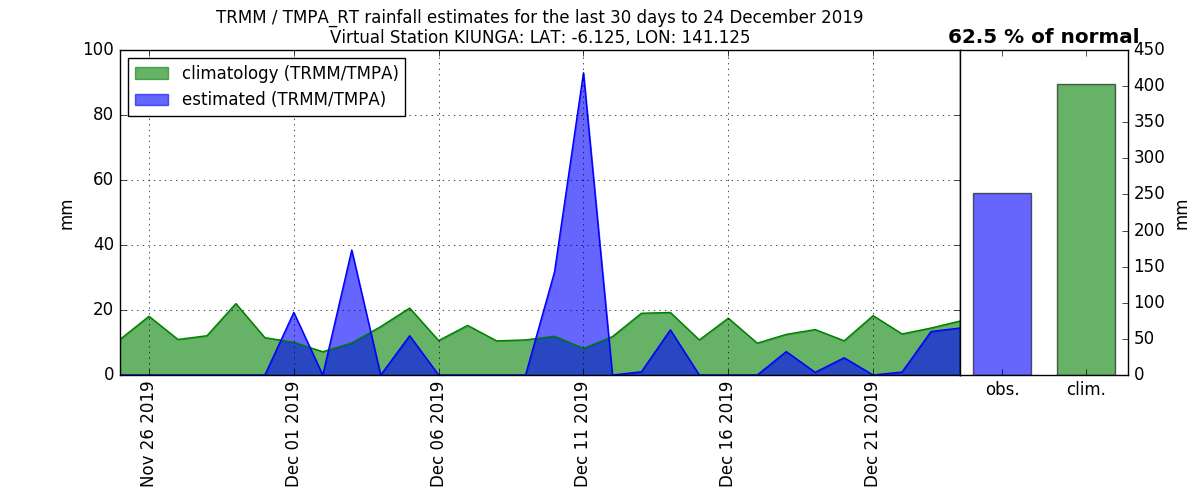 TRMM / TMPA_RT rainfall estimates for the last 30 days to 24 December 2019
Virtual Station KIUNGA: LAT: -6.125, LON: 141.125
62.5 % of normal
climatology (TRMM/TMPA)
estimated (TRMM/TMPA)
100
80
60
40
20
0
mm
Nov 26 2019
Dec 01 2019
Dec 06 2019
Dec 11 2019
Dec 16 2019
Dec 21 2019
450
400
350
300
250
200
150
100
50
0
mm
obs.
clim.